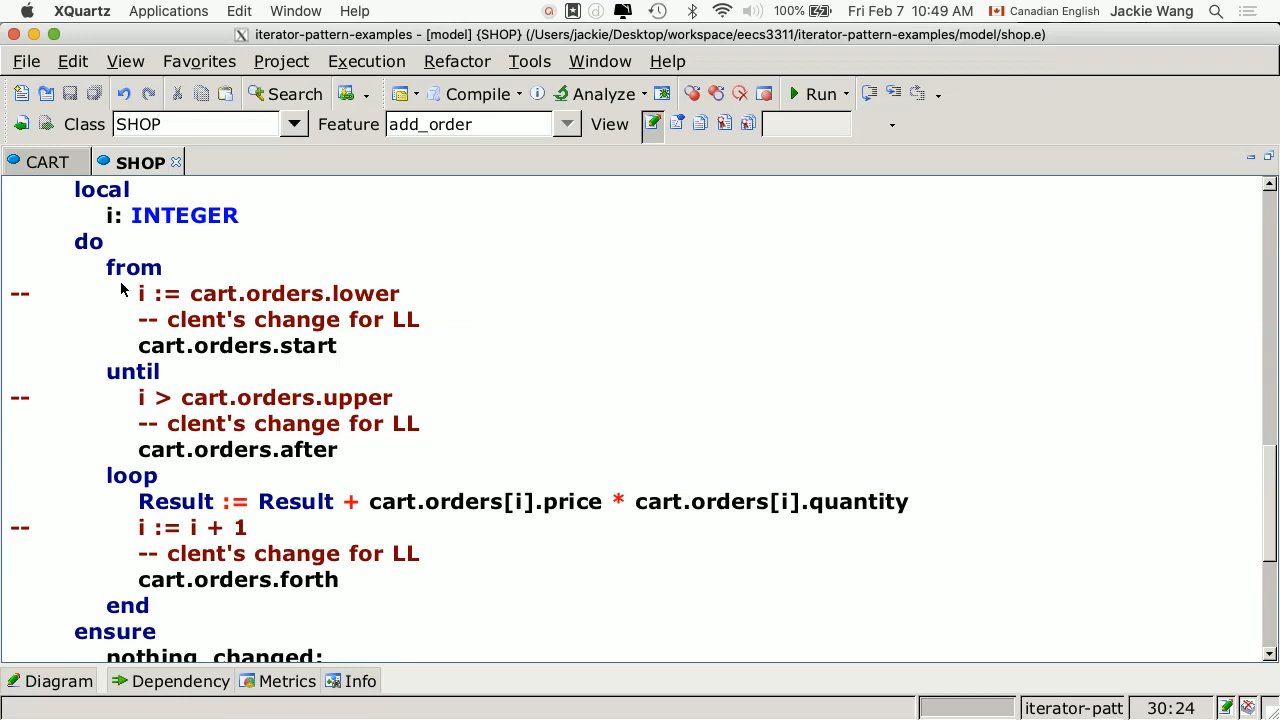 XQuartz Applications Edit Window Help 100% Fri Feb 7 10:49 AM Canadian English Jackie Wang
iterator-pattern-examples - [model] {SHOP} (/Users/jackie/Desktop/workspace/eecs3311/iterator-pattern-examples/model/shop.e)
File Edit View Favorites Project Execution Refactor Tools Window Help
Search Compile Analyze Run
Class SHOP Feature add_order View
CART SHOP
local
i: INTEGER
do
from
-- i := cart.orders.lower
-- clent's change for LL
cart.orders.start
until
-- i > cart.orders.upper
-- clent's change for LL
cart.orders.after
loop
Result := Result + cart.orders[i].price * cart.orders[i].quantity
-- i := i + 1
-- clent's change for LL
cart.orders.forth
end
ensure
nothing_changed:
Diagram Dependency Metrics Info
iterator-patt 30:24